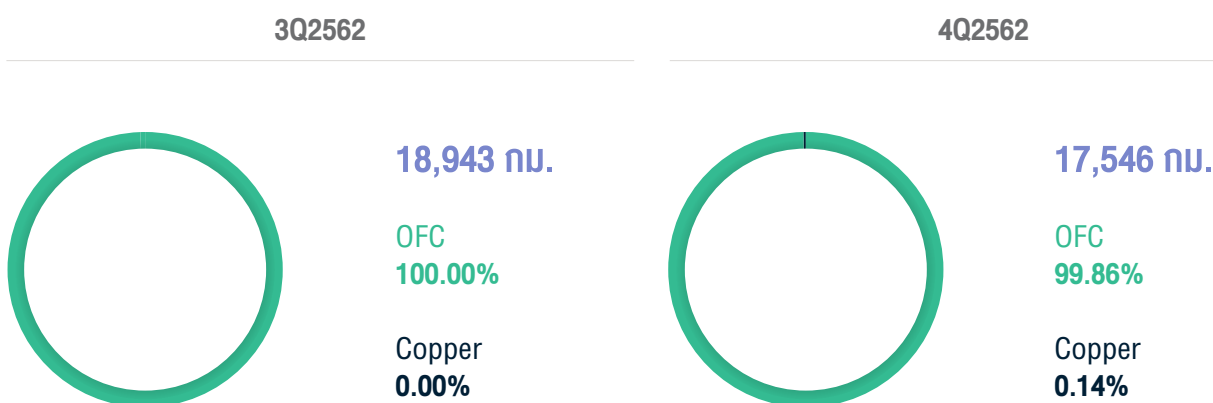 3Q2562
4Q2562
18,943 กม.
OFC
100.00%
Copper
0.00%
17,546 กม.
OFC
99.86%
Copper
0.14%